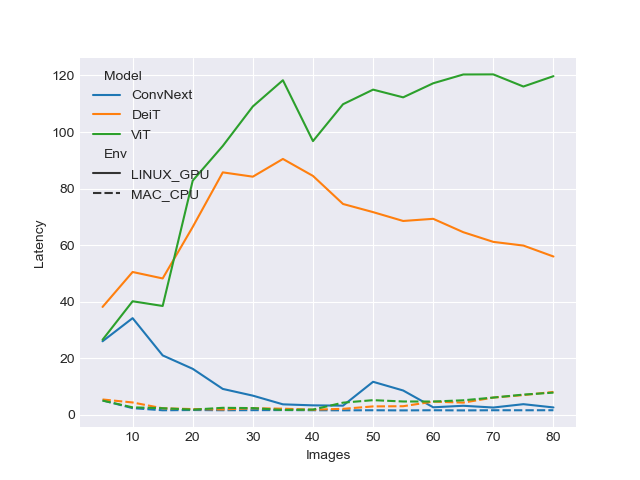 120
100
80
60
40
20
0
Latency
Model
ConvNext
DeiT
ViT
Env
LINUX_GPU
MAC_CPU
10 20 30 40 50 60 70 80
Images